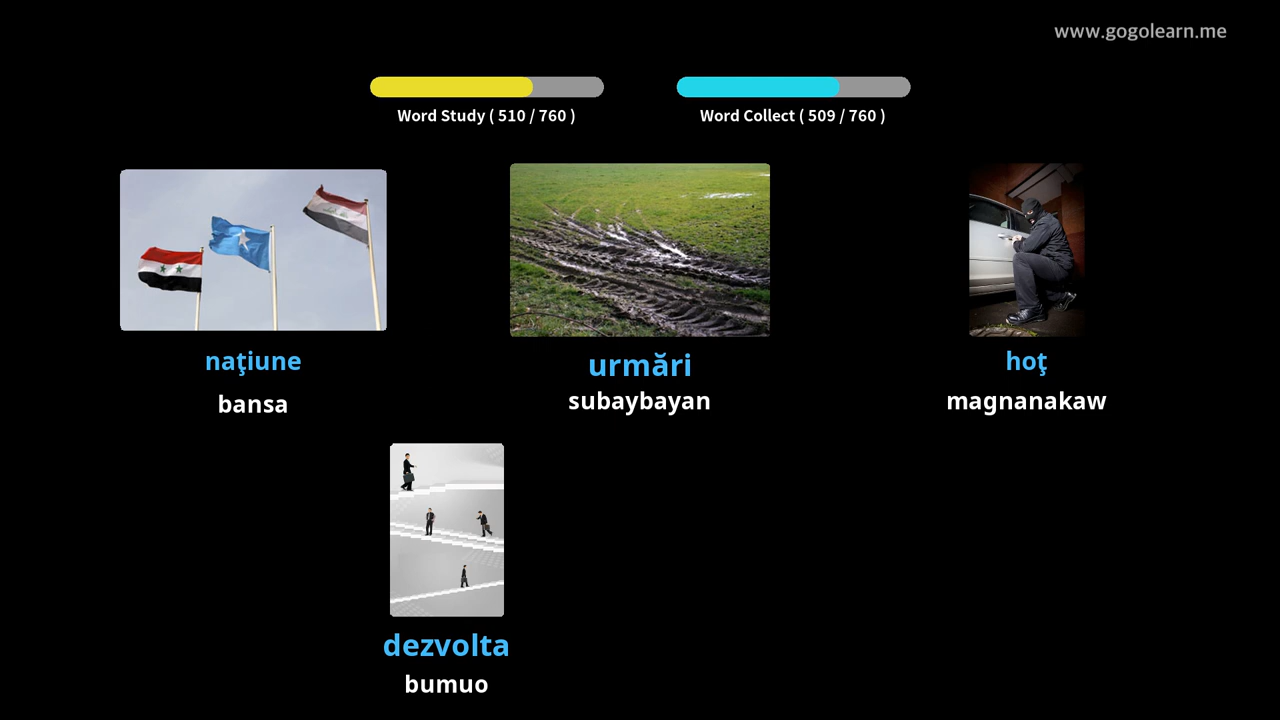 www.gogolearn.me
Word Study ( 510 / 760 )
Word Collect ( 509 / 760 )
naţiune
bansa
urmări
subaybayan
hoţ
magnanakaw
dezvolta
bumuo